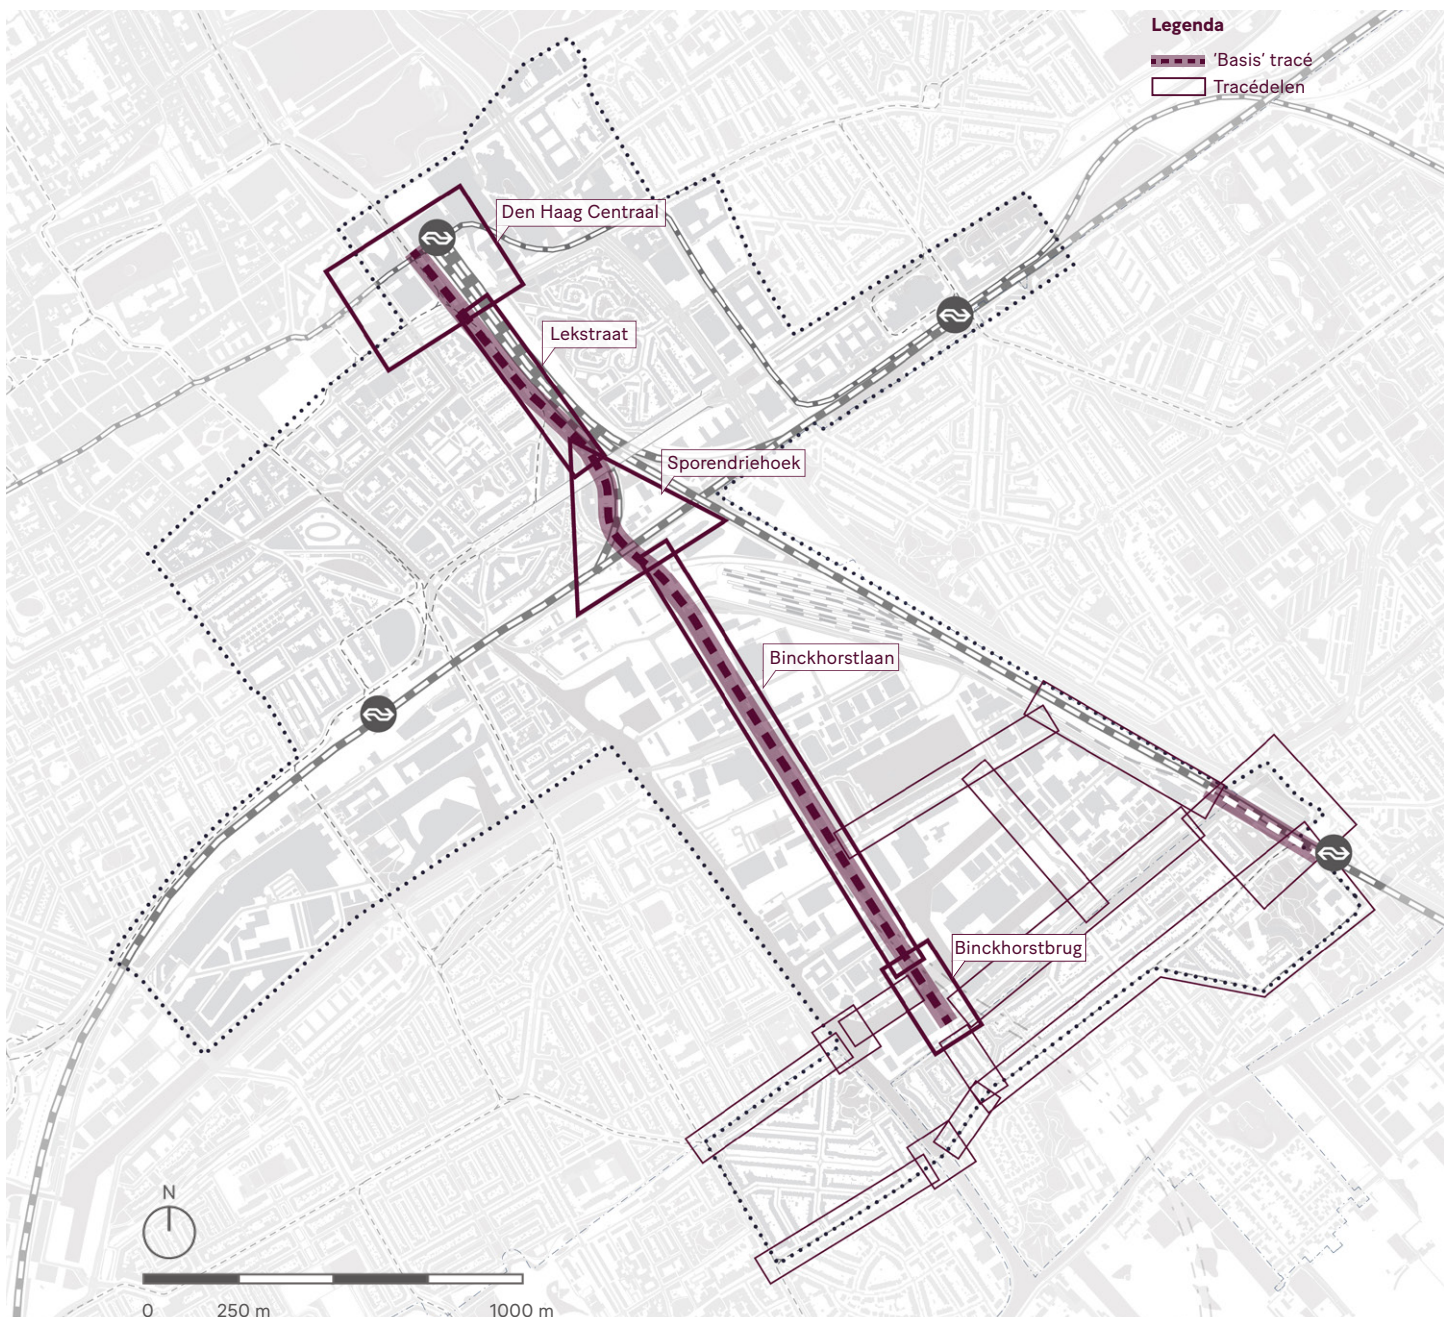 Legenda
'Basis' tracé
Tracédelen
Den Haag Centraal
Lekstraat
Sporendriehoek
Binckhorstlaan
Binckhorstbrug
N
0 250 m 1000 m